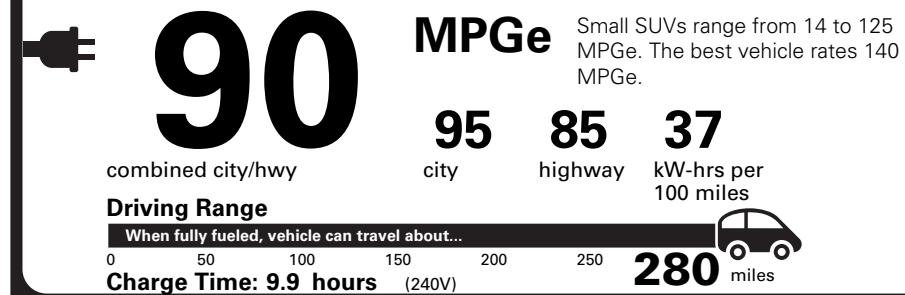 90
MPGe
Small SUVs range from 14 to 125
MPGe. The best vehicle rates 140
MPGe.
95
85
37
combined city/hwy
city
highway
kW-hrs per
100 miles
Driving Range
When fully fueled, vehicle can travel about...
0 50 100 150 200 250 280 miles
Charge Time: 9.9 hours (240V)